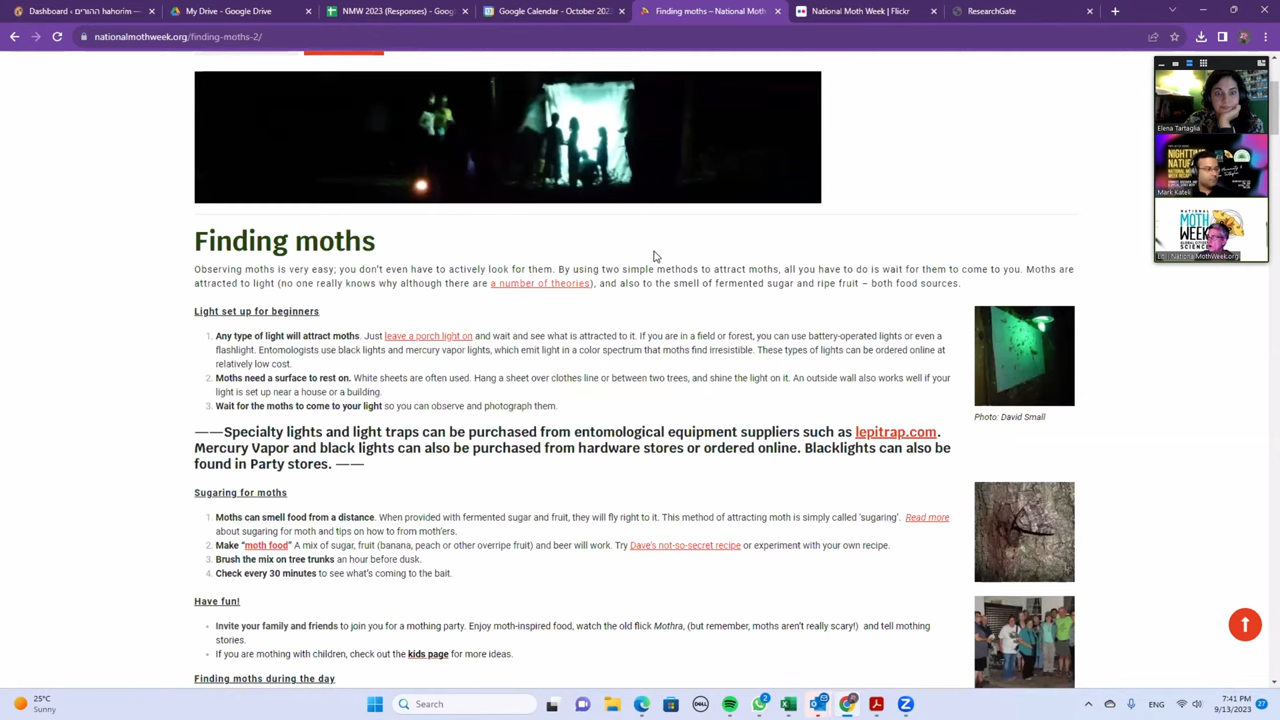 Dashboard - תמשיך ההורים
My Drive - Google Drive
NMW (Responses) - Goog
Google Calendar - October 202
Finding moths – National Moth W
National Moth Week | Flickr
ResearchGate
nationalmothweek.org/finding-moths-2/
Elena Tartaglia
NIGHTTIME
NATURE
Mark Katek
NATIONAL
MOTH
WEEK
GLOBAL CITIZEN
SCIENCE
Liti | NationalMothWeek.org
Finding moths
Observing moths is very easy; you don't even have to actively look for them. By using two simple methods to attract moths, all you have to do is wait for them to come to you. Moths are
attracted to light (no one really knows why although there are a number of theories), and also to the smell of fermented sugar and ripe fruit – both food sources.
Light set up for beginners
1. Any type of light will attract moths. Just leave a porch light on and wait and see what is attracted to it. If you are in a field or forest, you can use battery-operated lights or even a
flashlight. Entomologists use black lights and mercury vapor lights, which emit light in a color spectrum that moths find irresistible. These types of lights can be ordered online at
relatively low cost.
2. Moths need a surface to rest on. White sheets are often used. Hang a sheet over clothes line or between two trees, and shine the light on it. An outside wall also works well if your
light is set up near a house or a building.
3. Wait for the moths to come to your light so you can observe and photograph them.
Photo: David Small
——Specialty lights and light traps can be purchased from entomological equipment suppliers such as lepitrap.com.
Mercury Vapor and black lights can also be purchased from hardware stores or ordered online. Blacklights can also be
found in Party stores. ——
Sugaring for moths
1. Moths can smell food from a distance. When provided with fermented sugar and fruit, they will fly right to it. This method of attracting moth is simply called 'sugaring'. Read more
about sugaring for moth and tips on how to from moth'ers.
2. Make "moth food" A mix of sugar, fruit (banana, peach or other overripe fruit) and beer will work. Try Dave's not-so-secret recipe or experiment with your own recipe.
3. Brush the mix on tree trunks an hour before dusk.
4. Check every 30 minutes to see what's coming to the bait.
Have fun!
Invite your family and friends to join you for a mothing party. Enjoy moth-inspired food, watch the old flick Mothra, (but remember, moths aren't really scary!) and tell mothing
stories.
If you are mothing with children, check out the kids page for more ideas.
Finding moths during the day
25°C
Sunny
Search
DELL
2
ENG
7:41 PM
9/13/2023
27